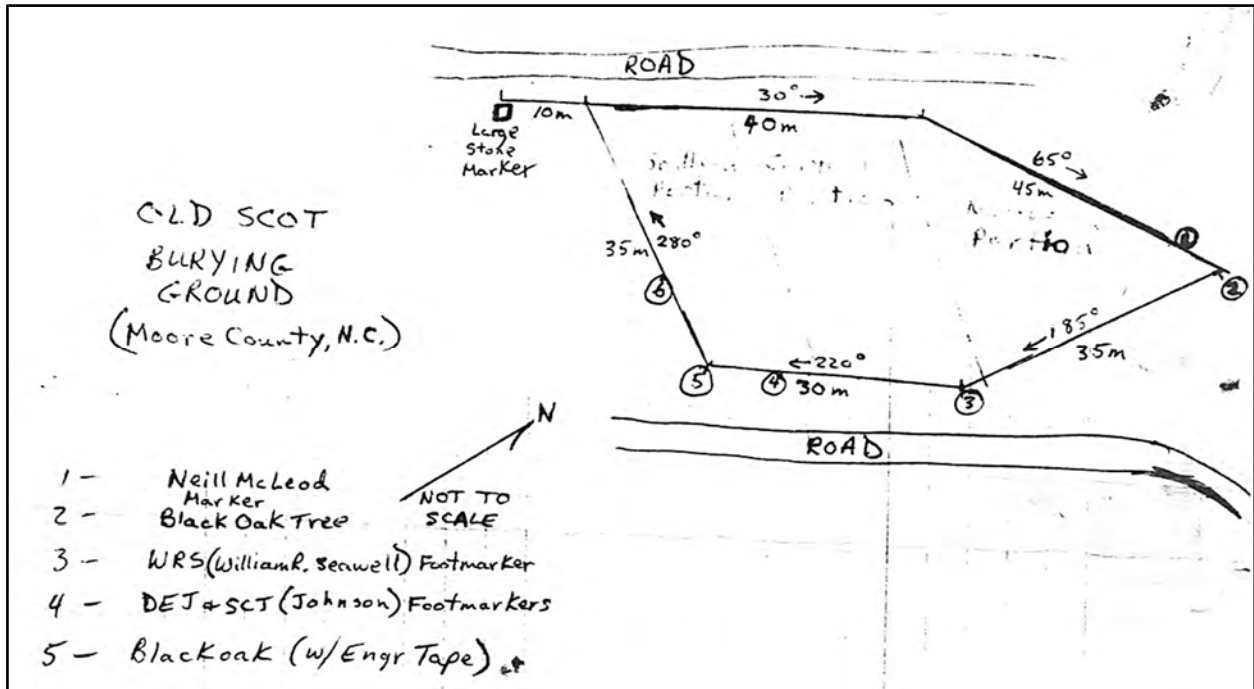 ROAD
30° →
10m
40m
Large
Stone
Marker
65°
45m
1
2
OLD SCOT
BURYING
GROUND
(Moore County, N.C.)
35m 280°
6
← 185°
35m
5
← 220°
4
30m
3
N
NOT TO
SCALE
ROAD
1 - Neill McLeod
Marker
2 - Black Oak Tree
3 - WRS (William R. Seawell) Footmarker
4 - DEJ & SCJ (Johnson) Footmarkers
5 - Blackoak (w/ Engr Tape)